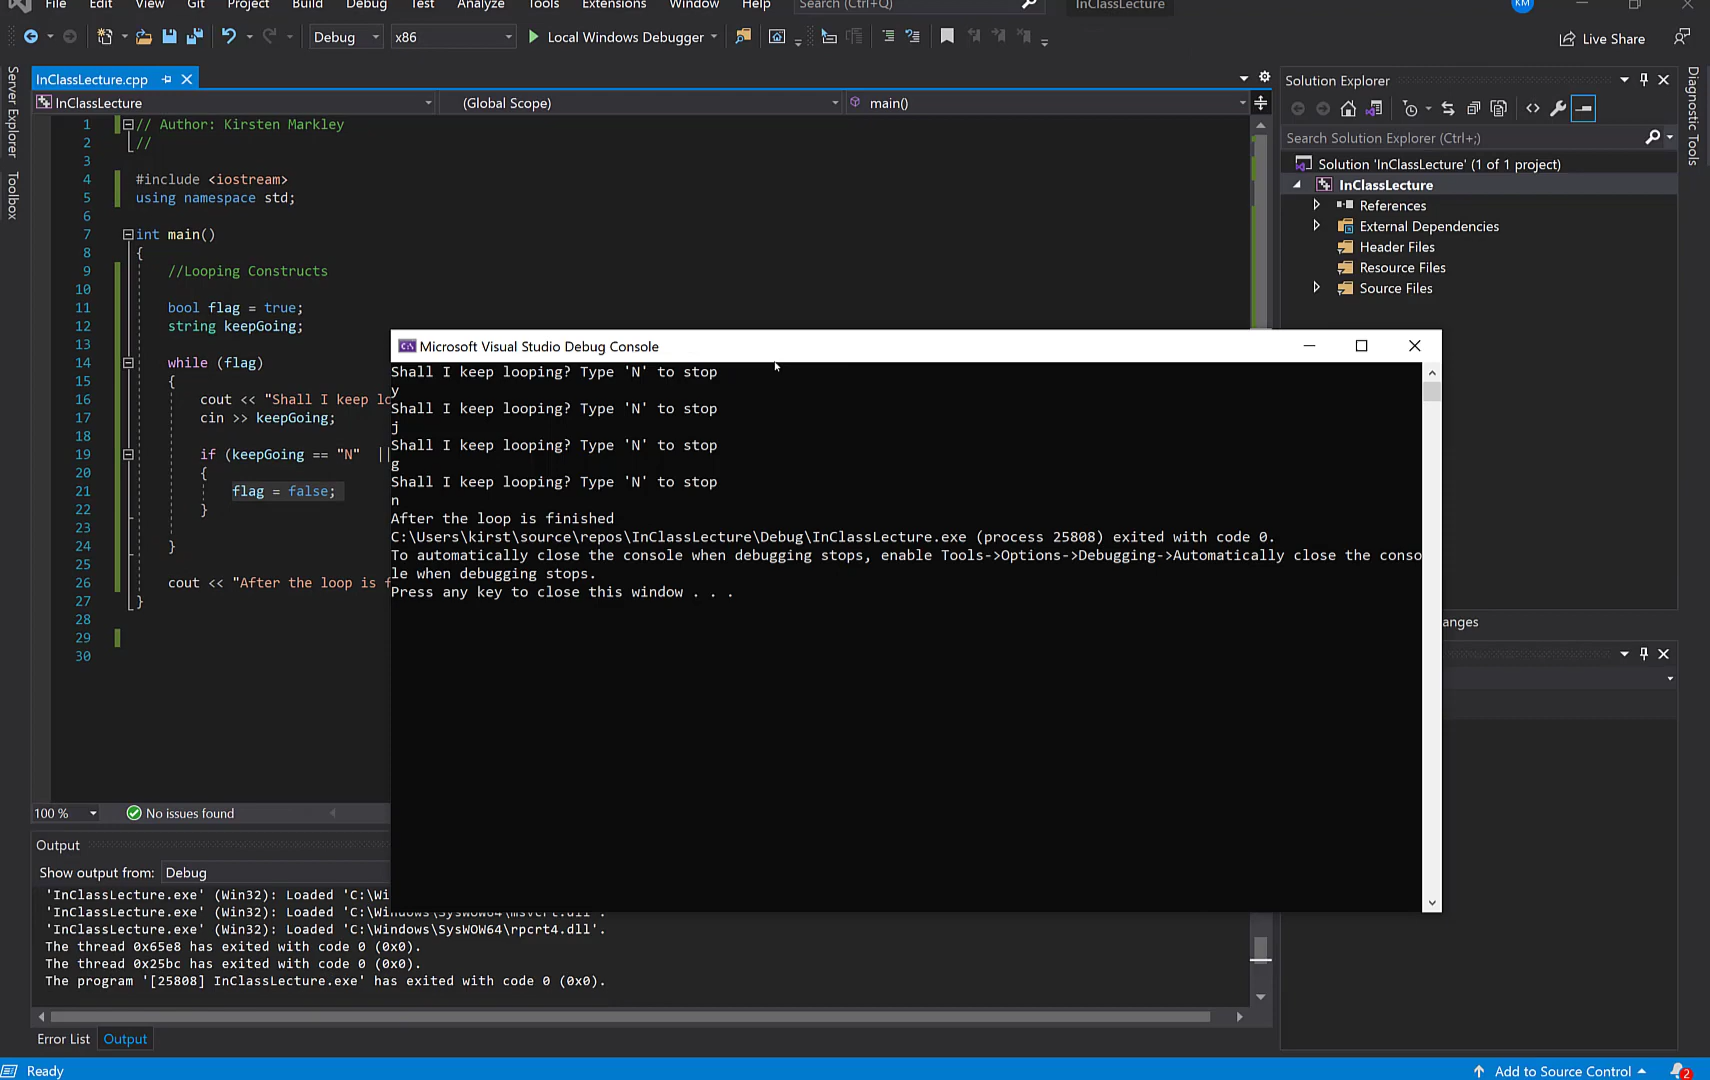 File Edit View Git Project Build Debug Test Analyze Tools Extensions Window Help Search (Ctrl+Q) InClassLecture KM
Debug x86 Local Windows Debugger Live Share
Server Explorer
Toolbox
InClassLecture.cpp
InClassLecture (Global Scope) main()
1 // Author: Kirsten Markley
2 //
3
4 #include <iostream>
5 using namespace std;
6
7 int main()
8 {
9 //Looping Constructs
10
11 bool flag = true;
12 string keepGoing;
13
14 while (flag)
15 {
16 cout << "Shall I keep lo
17 cin >> keepGoing;
18
19 if (keepGoing == "N" ||
20 {
21 flag = false;
22 }
23
24 }
25
26 cout << "After the loop is f
27 }
28
29
30
100 % No issues found
Microsoft Visual Studio Debug Console
Shall I keep looping? Type 'N' to stop
y
Shall I keep looping? Type 'N' to stop
j
Shall I keep looping? Type 'N' to stop
g
Shall I keep looping? Type 'N' to stop
n
After the loop is finished
C:\Users\kirst\source\repos\InClassLecture\Debug\InClassLecture.exe (process 25808) exited with code 0.
To automatically close the console when debugging stops, enable Tools->Options->Debugging->Automatically close the conso
le when debugging stops.
Press any key to close this window . . .
Solution Explorer
Search Solution Explorer (Ctrl+;)
Solution 'InClassLecture' (1 of 1 project)
InClassLecture
References
External Dependencies
Header Files
Resource Files
Source Files
anges
Diagnostic Tools
Output
Show output from: Debug
'InClassLecture.exe' (Win32): Loaded 'C:\Wi
'InClassLecture.exe' (Win32): Loaded 'C:\Windows\SysWOW64\msvcrt.dll'.
'InClassLecture.exe' (Win32): Loaded 'C:\Windows\SysWOW64\rpcrt4.dll'.
The thread 0x65e8 has exited with code 0 (0x0).
The thread 0x25bc has exited with code 0 (0x0).
The program '[25808] InClassLecture.exe' has exited with code 0 (0x0).
Error List Output
Ready Add to Source Control 2